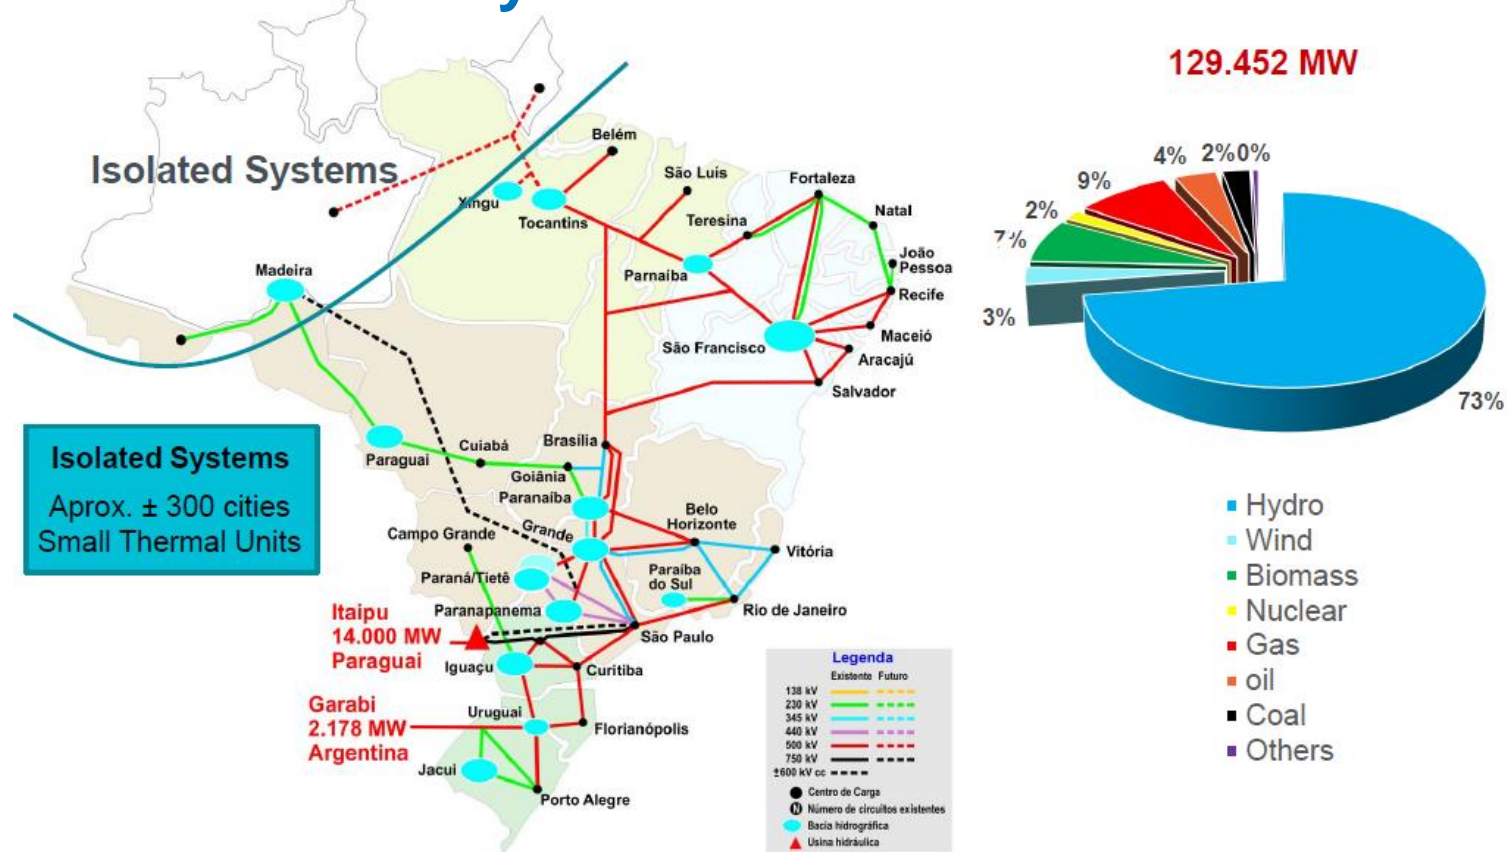 y
129.452 MW
Isolated Systems
4%
2%
0%
9%
2%
7%
3%
73%
Belém
São Luis
Fortaleza
Xingu
Tocantins
Teresina
Natal
João
Pessoa
Parnaíba
Recife
Madeira
São Francisco
Maceió
Aracajú
Salvador
Isolated Systems
Aprox. ± 300 cities
Small Thermal Units
Paraguai
Cuiabá
Brasília
Goiânia
Paranaíba
Campo Grande
Grande
Belo
Horizonte
Vitória
Paraná/Tietê
Paraíba
do Sul
Paranapanema
Rio de Janeiro
São Paulo
Itaipu
14.000 MW
Paraguai
Iguaçu
Curitiba
Garabi
2.178 MW
Argentina
Uruguai
Florianópolis
Jacui
Porto Alegre
Legenda
Existente Futuro
138 kV
230 kV
345 kV
440 kV
500 kV
750 kV
±600 kV cc
Centro de Carga
N Número de circuitos existentes
Bacia hidrográfica
Usina hidráulica
Hydro
Wind
Biomass
Nuclear
Gas
oil
Coal
Others